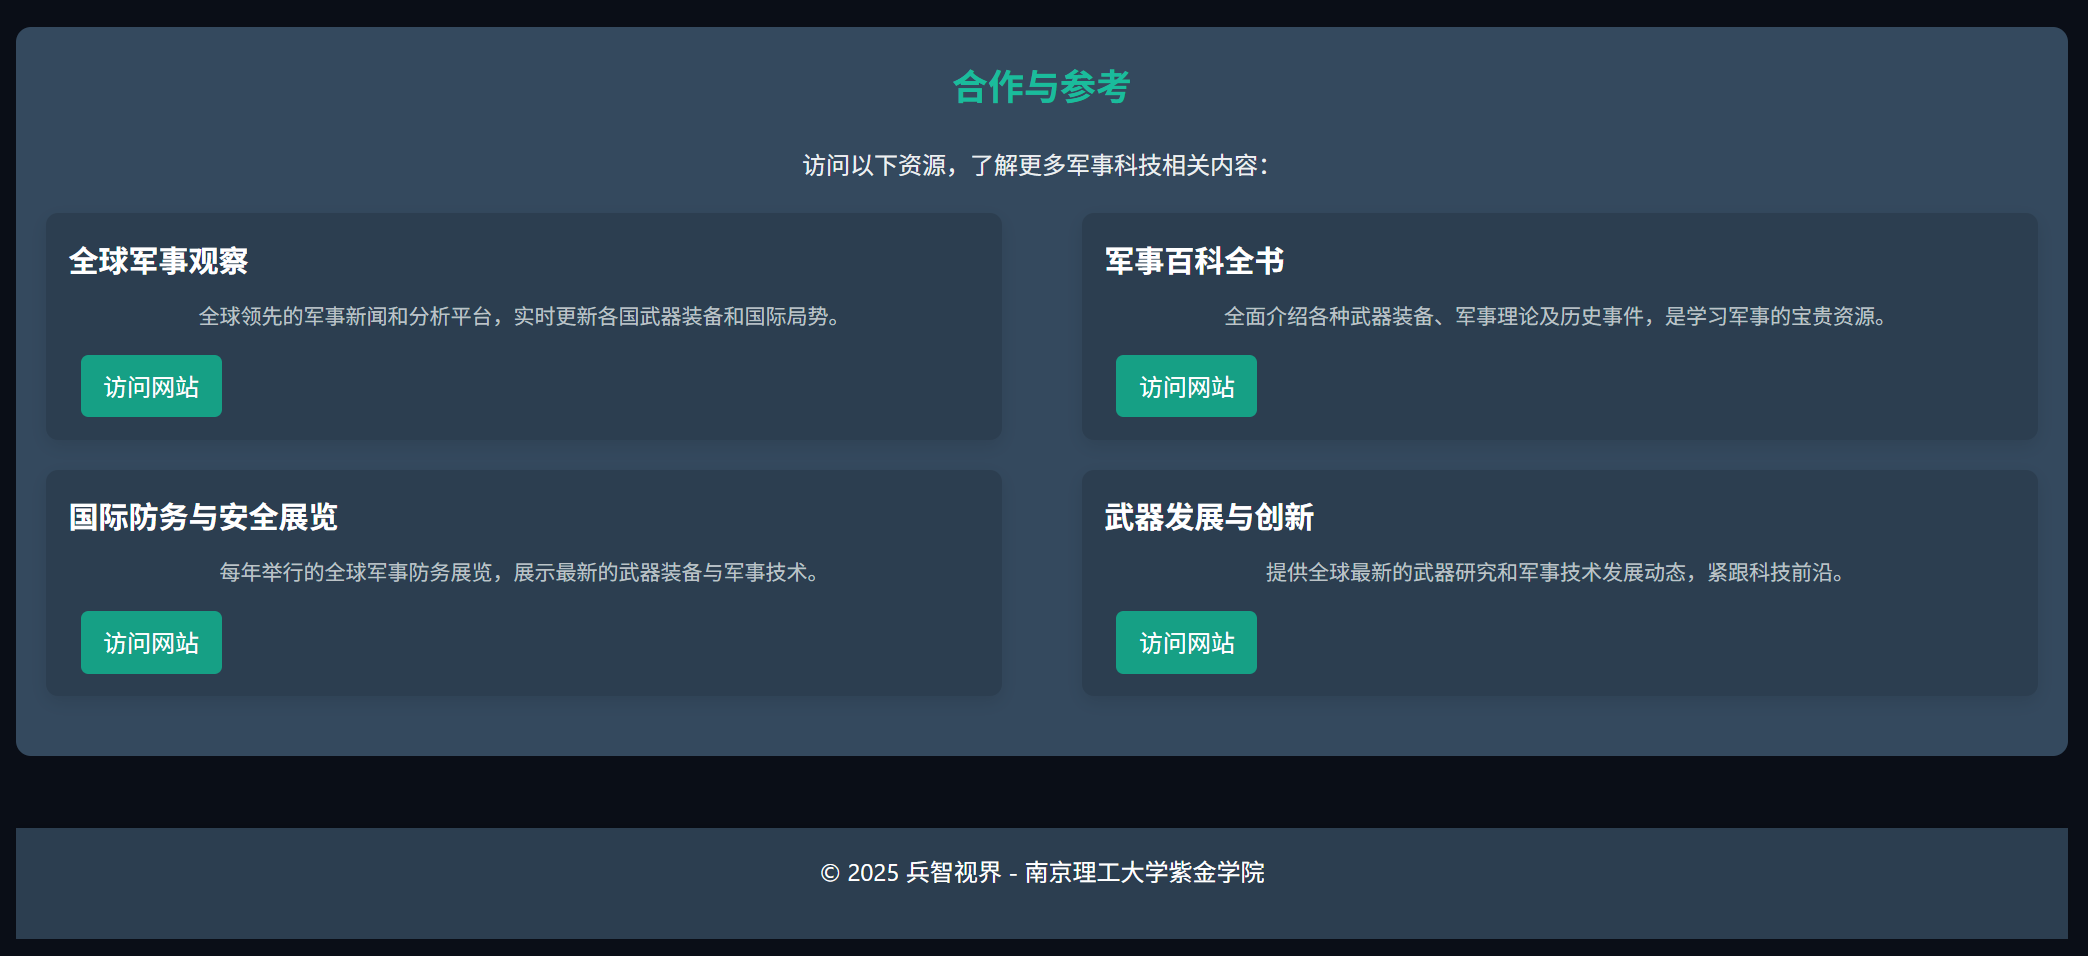 合作与参考
访问以下资源，了解更多军事科技相关内容：
全球军事观察
全球领先的军事新闻和分析平台，实时更新各国武器装备和国际局势。
访问网站
军事百科全书
全面介绍各种武器装备、军事理论及历史事件，是学习军事的宝贵资源。
访问网站
国际防务与安全展览
每年举行的全球军事防务展览，展示最新的武器装备与军事技术。
访问网站
武器发展与创新
提供全球最新的武器研究和军事技术发展动态，紧跟科技前沿。
访问网站
© 2025 兵智视界 - 南京理工大学紫金学院